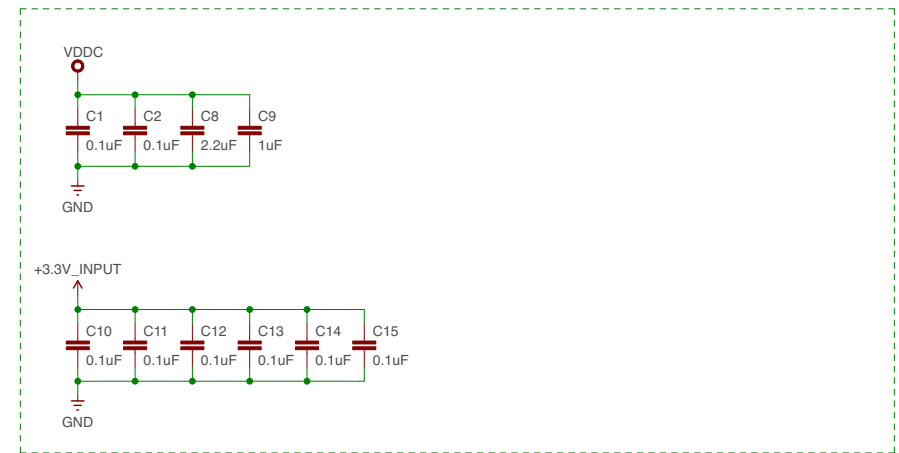 VDDC
C1 C2 C8 C9
0.1uF 0.1uF 2.2uF 1uF
GND
+3.3V_INPUT
C10 C11 C12 C13 C14 C15
0.1uF 0.1uF 0.1uF 0.1uF 0.1uF 0.1uF
GND